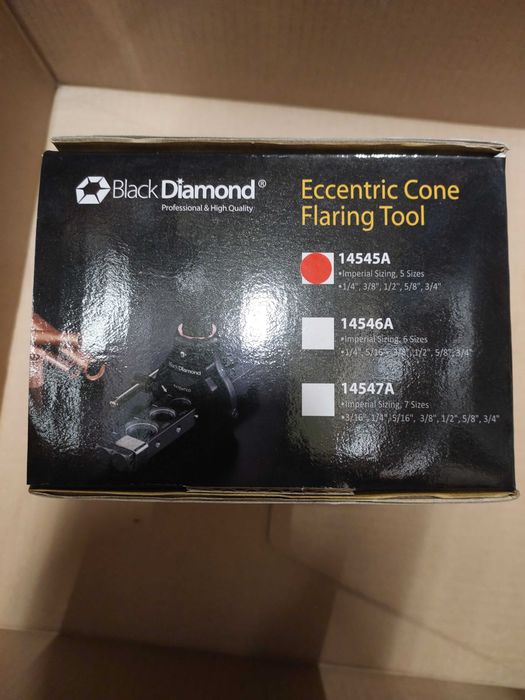 Black Diamond®
Professional & High Quality
Eccentric Cone
Flaring Tool
14545A
•Imperial Sizing, 5 Sizes
•1/4", 3/8", 1/2", 5/8", 3/4"
14546A
•Imperial Sizing, 6 Sizes
•1/4", 5/16", 3/8", 1/2", 5/8", 3/4"
14547A
•Imperial Sizing, 7 Sizes
•3/16", 1/4", 5/16", 3/8", 1/2", 5/8", 3/4"
Black Diamond